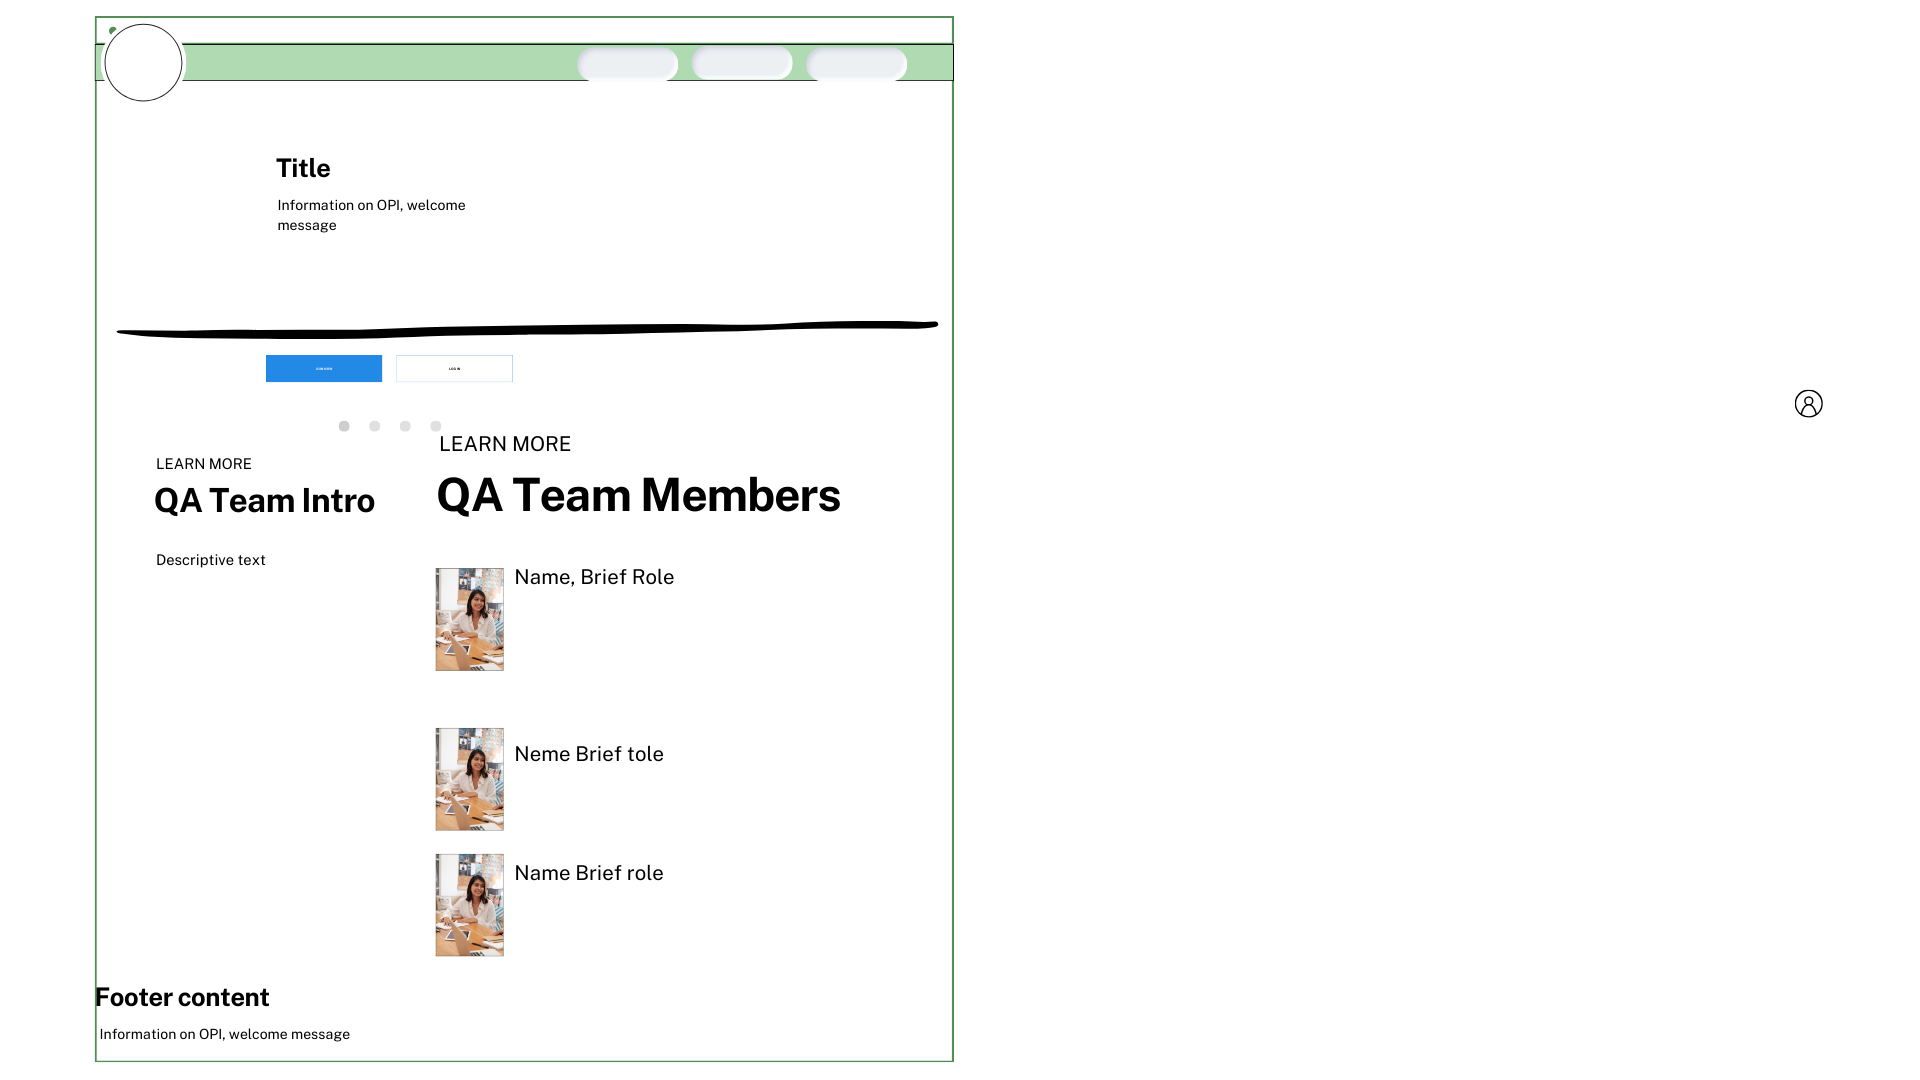 Title
Information on OPI, welcome
message
LOG IN
LEARN MORE
QA Team Intro
Descriptive text
LEARN MORE
QA Team Members
Name, Brief Role
Neme Brief tole
Name Brief role
Footer content
Information on OPI, welcome message